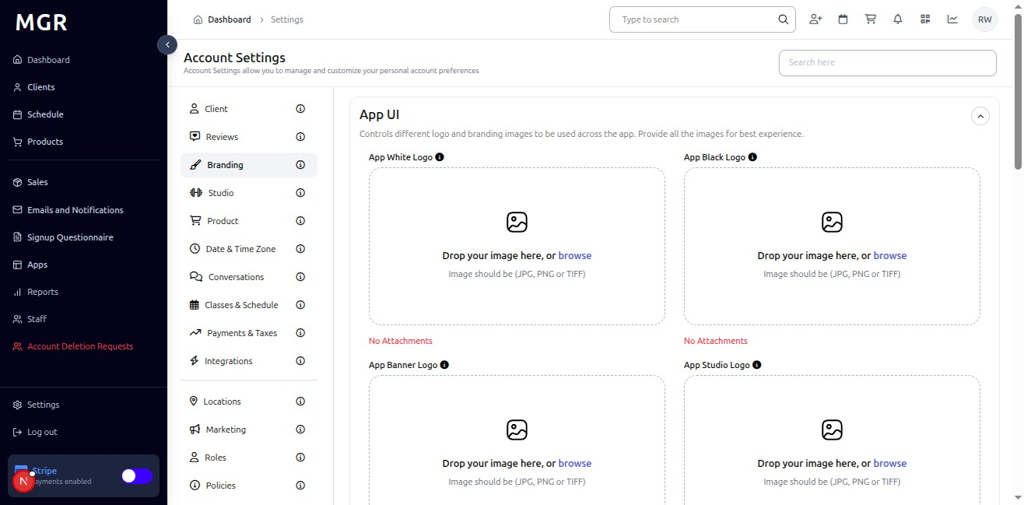 MGR
Dashboard
Clients
Schedule
Products
Sales
Emails and Notifications
Signup Questionnaire
Apps
Reports
Staff
Account Deletion Requests
Settings
Log out
Stripe
ayments enabled
N
Dashboard > Settings
Type to search
RW
Account Settings
Account Settings allow you to manage and customize your personal account preferences
Search here
Client
Reviews
Branding
Studio
Product
Date & Time Zone
Conversations
Classes & Schedule
Payments & Taxes
Integrations
Locations
Marketing
Roles
Policies
App UI
Controls different logo and branding images to be used across the app. Provide all the images for best experience.
App White Logo
Drop your image here, or browse
Image should be (JPG, PNG or TIFF)
No Attachments
App Black Logo
Drop your image here, or browse
Image should be (JPG, PNG or TIFF)
No Attachments
App Banner Logo
Drop your image here, or browse
Image should be (JPG, PNG or TIFF)
App Studio Logo
Drop your image here, or browse
Image should be (JPG, PNG or TIFF)